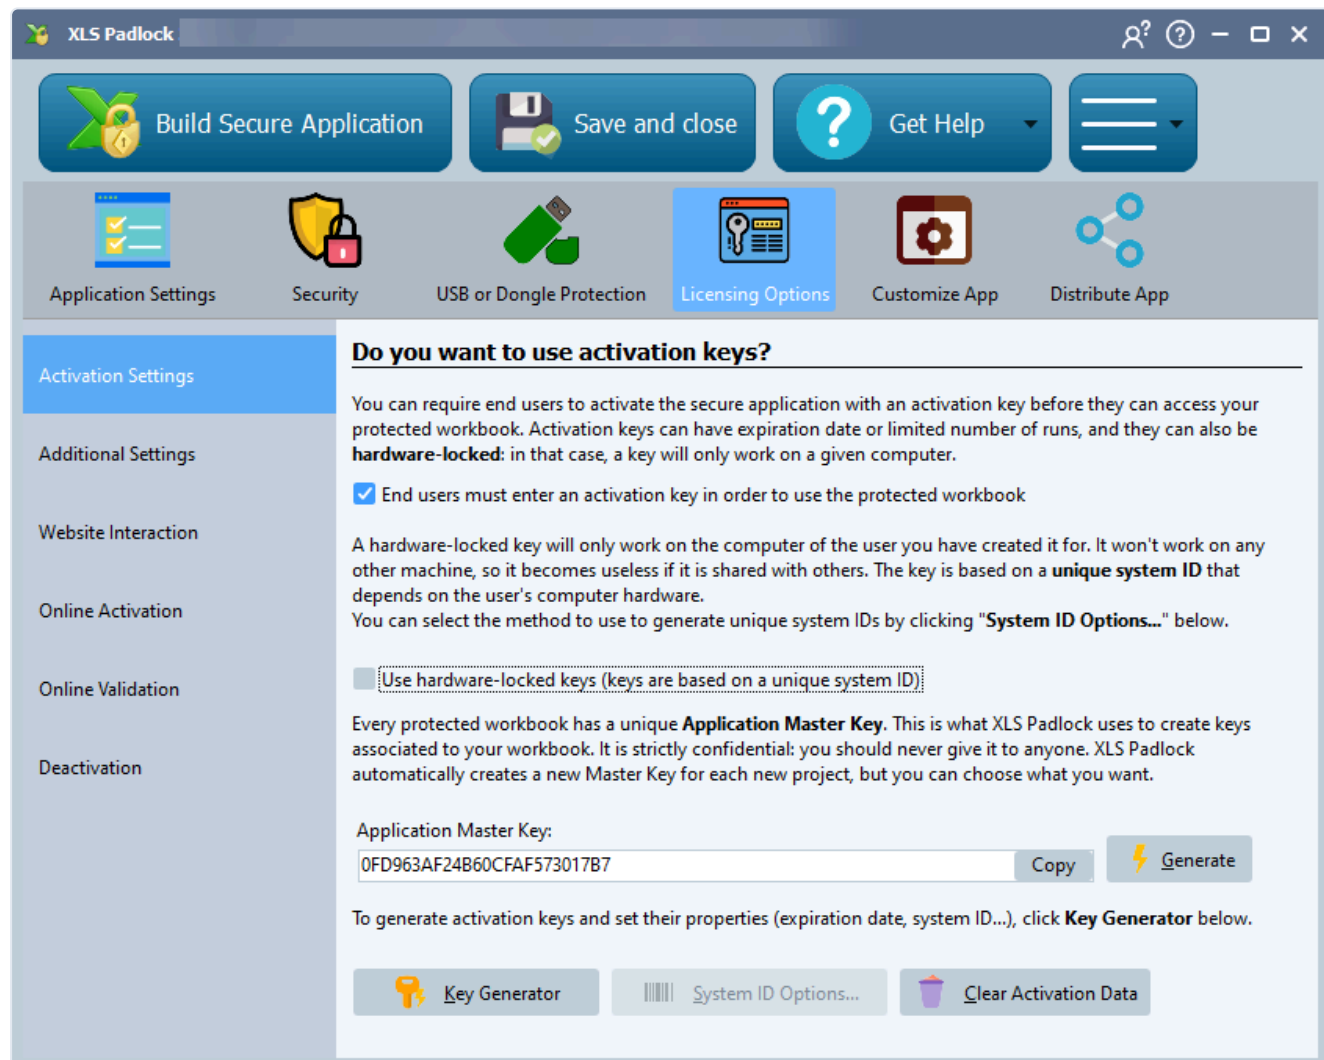 XLS Padlock
Build Secure Application
Save and close
Get Help
Application Settings
Security
USB or Dongle Protection
Licensing Options
Customize App
Distribute App
Activation Settings
Additional Settings
Website Interaction
Online Activation
Online Validation
Deactivation
Do you want to use activation keys?
You can require end users to activate the secure application with an activation key before they can access your
protected workbook. Activation keys can have expiration date or limited number of runs, and they can also be
hardware-locked: in that case, a key will only work on a given computer.
End users must enter an activation key in order to use the protected workbook
A hardware-locked key will only work on the computer of the user you have created it for. It won't work on any
other machine, so it becomes useless if it is shared with others. The key is based on a unique system ID that
depends on the user's computer hardware.
You can select the method to use to generate unique system IDs by clicking "System ID Options..." below.
Use hardware-locked keys (keys are based on a unique system ID)
Every protected workbook has a unique Application Master Key. This is what XLS Padlock uses to create keys
associated to your workbook. It is strictly confidential: you should never give it to anyone. XLS Padlock
automatically creates a new Master Key for each new project, but you can choose what you want.
Application Master Key:
0FD963AF24B60CFAF573017B7
Copy
Generate
To generate activation keys and set their properties (expiration date, system ID...), click Key Generator below.
Key Generator
System ID Options...
Clear Activation Data